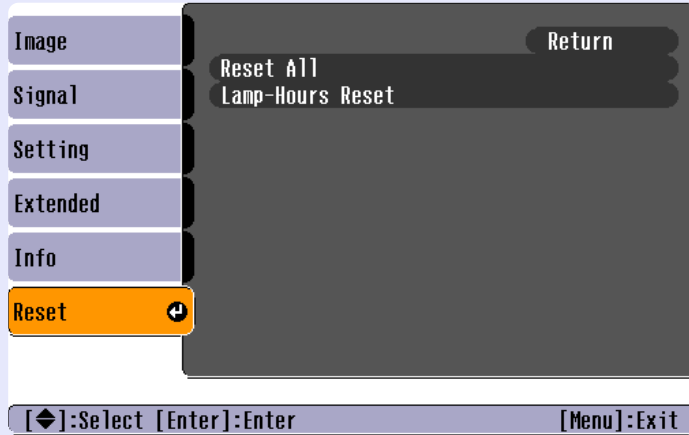 Image
Signal
Setting
Extended
Info
Reset
Return
Reset All
Lamp-Hours Reset
[◆]:Select [Enter]:Enter
[Menu]:Exit